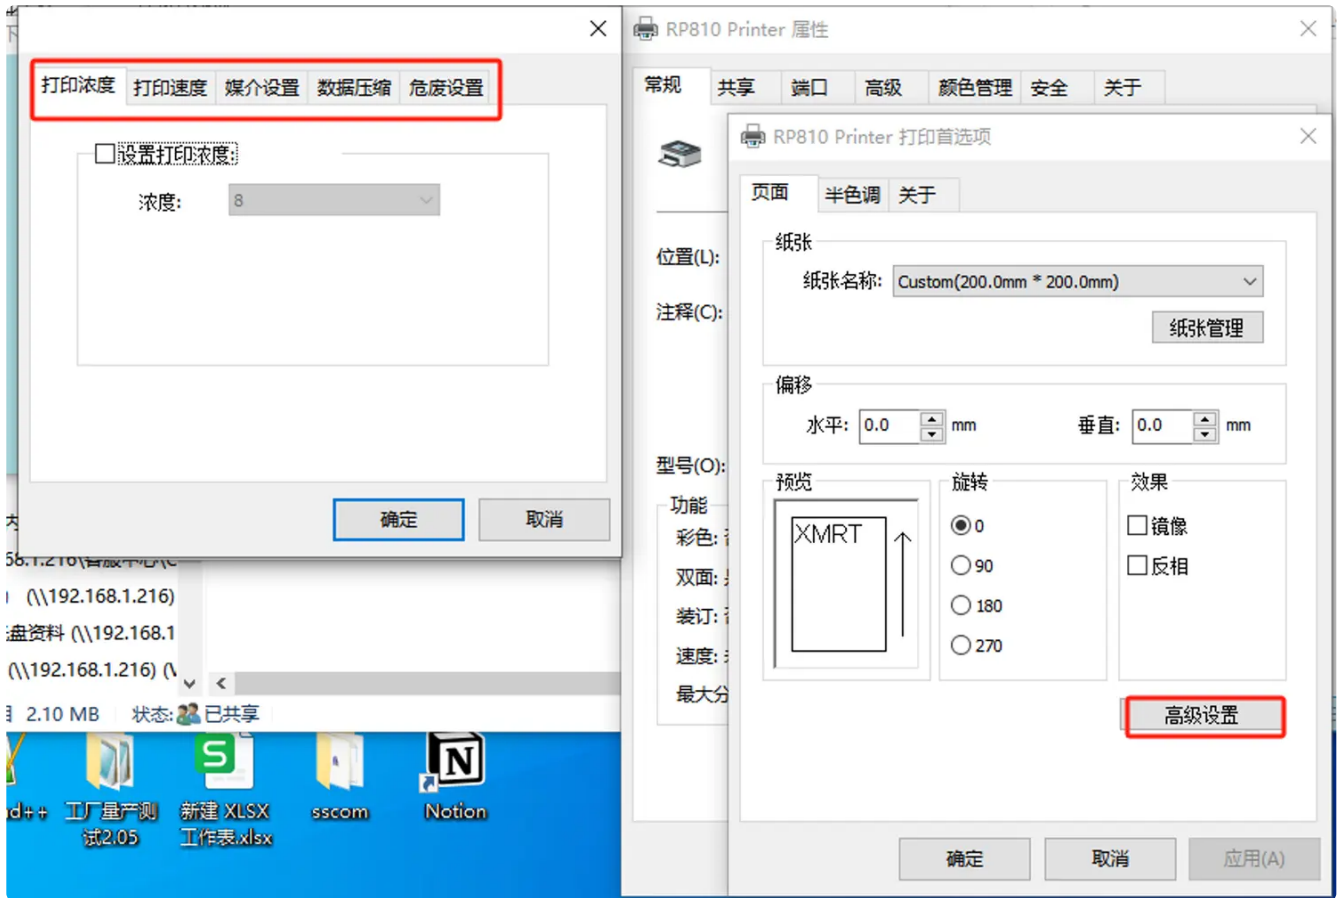 打印浓度 打印速度 媒介设置 数据压缩 危废设置
设置打印浓度:
浓度: 8
确定 取消
(\\192.168.1.216)
盘资料 (\\192.168.1
(\\192.168.1.216) (
2.10 MB 状态: 已共享
工厂量产测
试2.05
新建 XLSX
工作表.xlsx
sscom
Notion
RP810 Printer 属性
常规 共享 端口 高级 颜色管理 安全 关于
位置(L):
注释(C):
型号(O):
功能
彩色:
双面:
装订:
速度:
最大分
RP810 Printer 打印首选项
页面 半色调 关于
纸张
纸张名称: Custom(200.0mm * 200.0mm)
纸张管理
偏移
水平: 0.0 mm 垂直: 0.0 mm
预览
XMRT
旋转
0
90
180
270
效果
镜像
反相
高级设置
确定 取消 应用(A)